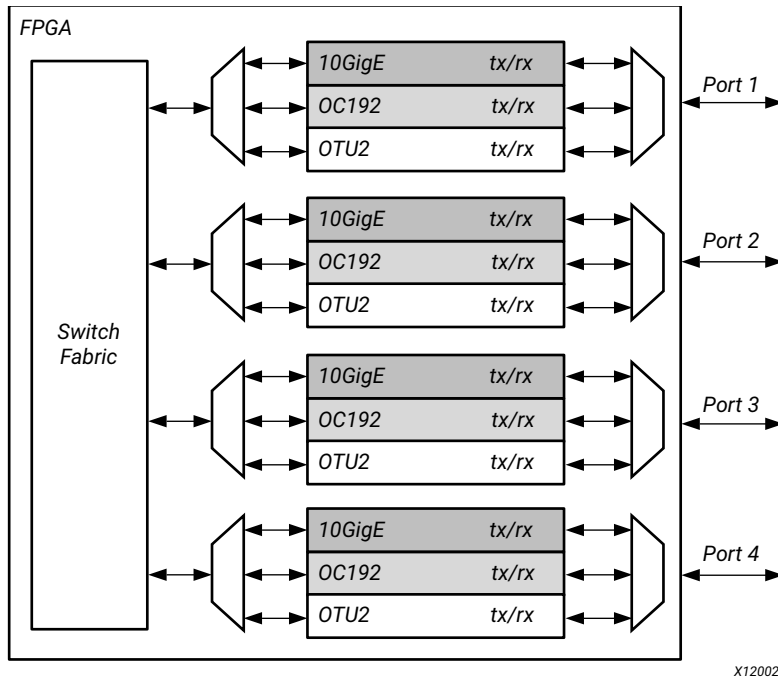 FPGA
10GigE tx/rx
OC192 tx/rx
OTU2 tx/rx
Port 1
10GigE tx/rx
OC192 tx/rx
OTU2 tx/rx
Port 2
Switch
Fabric
10GigE tx/rx
OC192 tx/rx
OTU2 tx/rx
Port 3
10GigE tx/rx
OC192 tx/rx
OTU2 tx/rx
Port 4
X12002